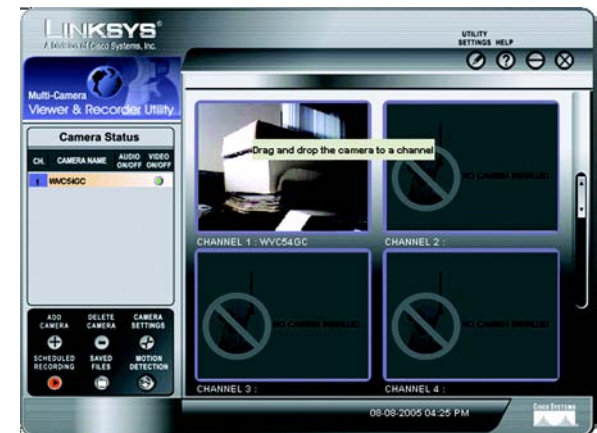 LINKSYS®
A Division of Cisco Systems, Inc.
UTILITY
SETTINGS HELP
Multi-Camera
Viewer & Recorder Utility
Camera Status
CH. CAMERA NAME AUDIO ON/OFF VIDEO ON/OFF
1 WVC54GC
Drag and drop the camera to a channel
NO CAMERA INSTALLED
CHANNEL 1 : WVC54GC
CHANNEL 2 :
NO CAMERA INSTALLED
NO CAMERA INSTALLED
CHANNEL 3 :
CHANNEL 4 :
ADD CAMERA
DELETE CAMERA
CAMERA SETTINGS
SCHEDULED RECORDING
SAVED FILES
MOTION DETECTION
08-08-2005 04:25 PM
CISCO SYSTEMS